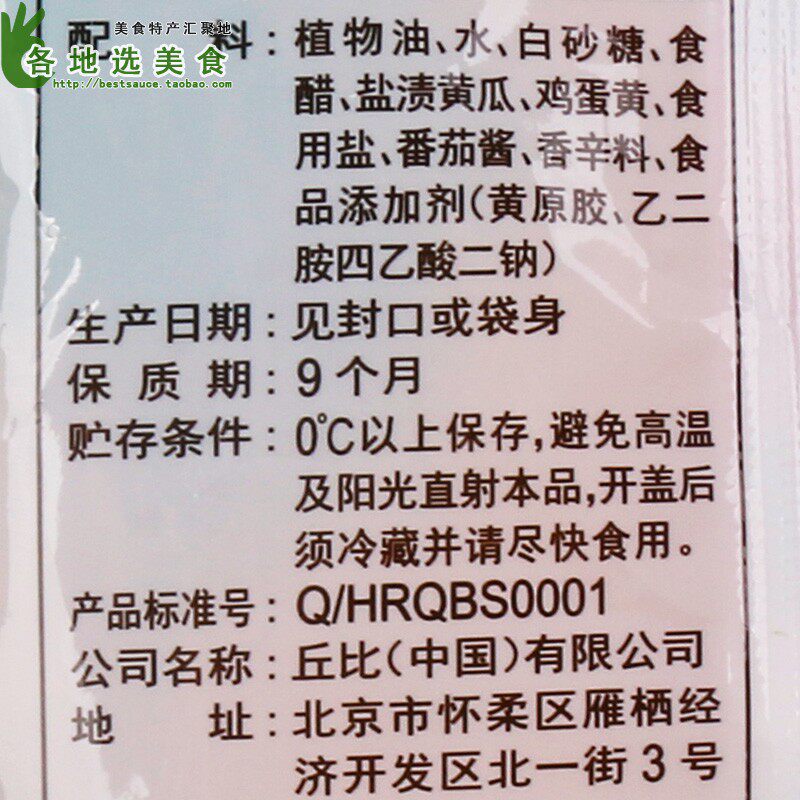 美食特产汇聚地
各地选美食
http://bestsauce.taobao.com/
配 料：植物油、水、白砂糖、食
醋、盐渍黄瓜、鸡蛋黄、食
用盐、番茄酱、香辛料、食
品添加剂(黄原胶、乙二
胺四乙酸二钠)
生产日期：见封口或袋身
保质期：9个月
贮存条件：0℃以上保存,避免高温
及阳光直射本品,开盖后
须冷藏并请尽快食用。
产品标准号：Q/HRQBS0001
公司名称：丘比(中国)有限公司
地 址：北京市怀柔区雁栖经
济开发区北一街3号